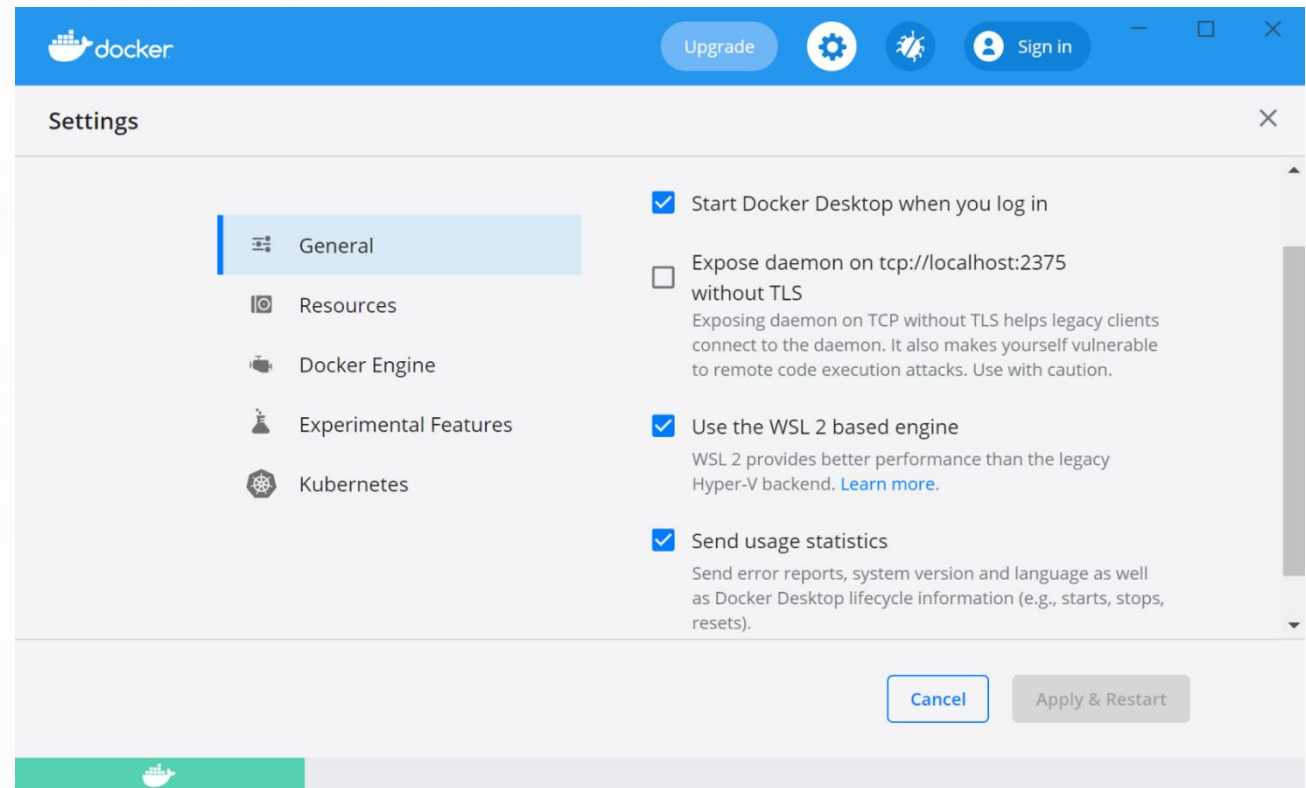 docker
Upgrade
Sign in
Settings
General
Resources
Docker Engine
Experimental Features
Kubernetes
Start Docker Desktop when you log in
Expose daemon on tcp://localhost:2375
without TLS
Exposing daemon on TCP without TLS helps legacy clients
connect to the daemon. It also makes yourself vulnerable
to remote code execution attacks. Use with caution.
Use the WSL 2 based engine
WSL 2 provides better performance than the legacy
Hyper-V backend. Learn more.
Send usage statistics
Send error reports, system version and language as well
as Docker Desktop lifecycle information (e.g., starts, stops,
resets).
Cancel
Apply & Restart